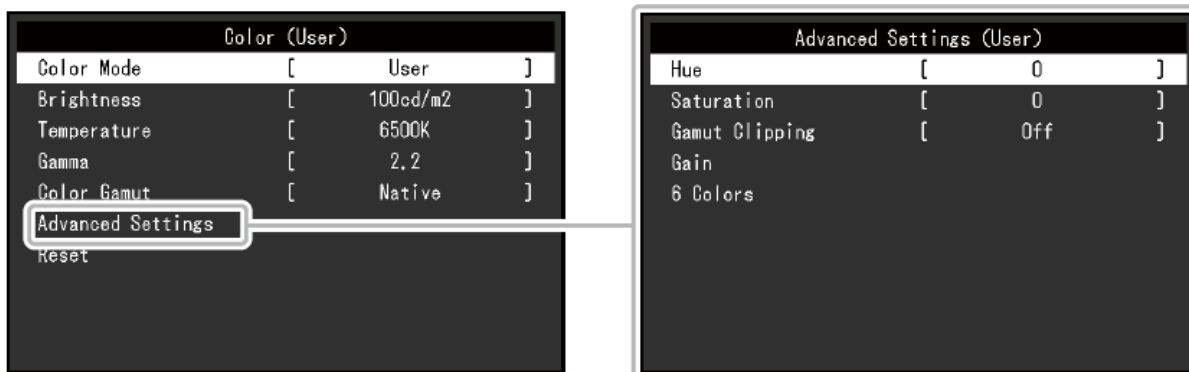 Color (User)
Color Mode [ User ]
Brightness [ 100cd/m2 ]
Temperature [ 6500K ]
Gamma [ 2.2 ]
Color Gamut [ Native ]
Advanced Settings
Reset
Advanced Settings (User)
Hue [ 0 ]
Saturation [ 0 ]
Gamut Clipping [ Off ]
Gain
6 Colors